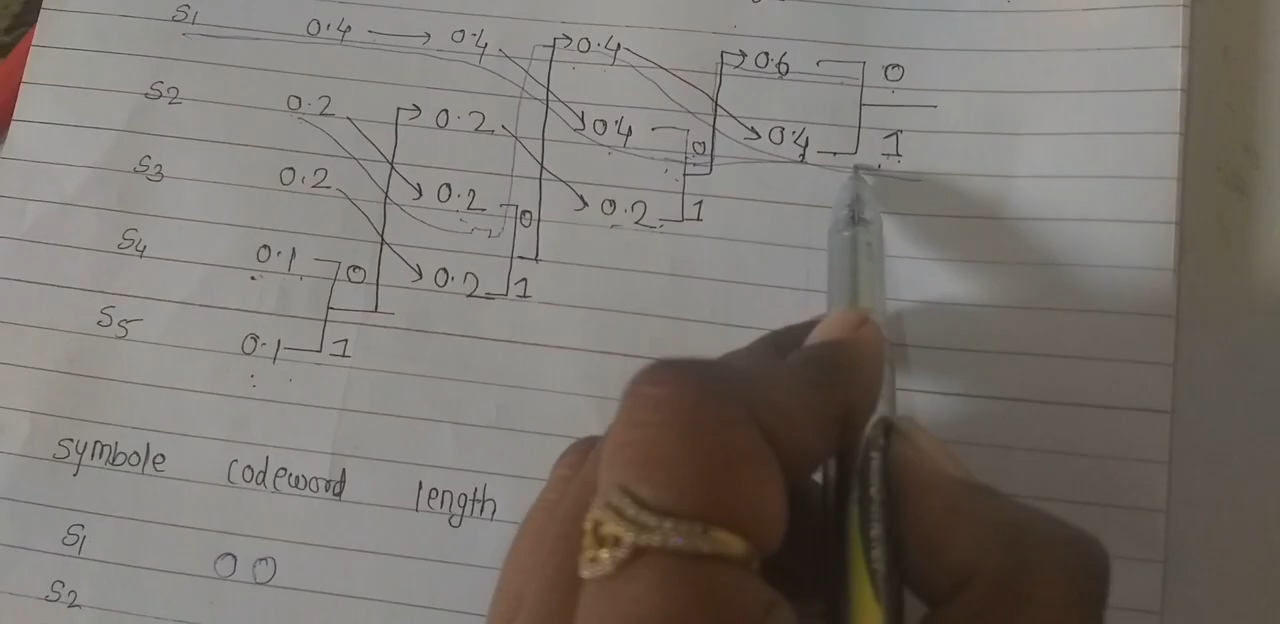 S1 0.4 → 0.4 0.4 0.6 0
S2 0.2 0.2 0.4 0 0.4 1
S3 0.2 0.2 0 0.2 1
S4 0.1 0 0.2 1
S5 0.1 1
symbole codeword length
S1 00
S2